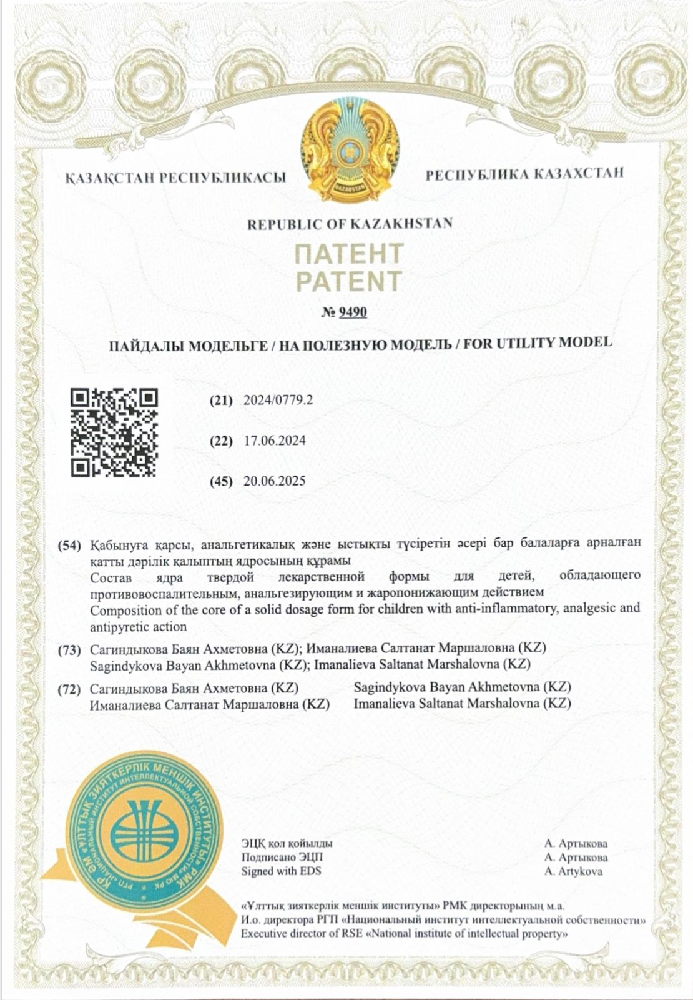 ҚАЗАҚСТАН РЕСПУБЛИКАСЫ
РЕСПУБЛИКА КАЗАХСТАН
QAZAQSTAN
REPUBLIC OF KAZAKHSTAN
ПАТЕНТ
PATENT
№ 9490
ПАЙДАЛЫ МОДЕЛЬГЕ / НА ПОЛЕЗНУЮ МОДЕЛЬ / FOR UTILITY MODEL
(21) 2024/0779.2
(22) 17.06.2024
(45) 20.06.2025
(54) Қабынуға қарсы, анальгетикалық және ыстықты түсіретін әсері бар балаларға арналған
қатты дәрілік қалыптың ядросының құрамы
Состав ядра твердой лекарственной формы для детей, обладающего
противовоспалительным, анальгезирующим и жаропонижающим действием
Composition of the core of a solid dosage form for children with anti-inflammatory, analgesic and
antipyretic action
(73) Сагиндыкова Баян Ахметовна (KZ); Иманалиева Салтанат Маршаловна (KZ)
Sagindykova Bayan Akhmetovna (KZ); Imanalieva Saltanat Marshalovna (KZ)
(72) Сагиндыкова Баян Ахметовна (KZ) Sagindykova Bayan Akhmetovna (KZ)
Иманалиева Салтанат Маршаловна (KZ) Imanalieva Saltanat Marshalovna (KZ)
ҚР ӘМ «ҰЛТТЫҚ ЗИЯТКЕРЛІК МЕНШІК ИНСТИТУТЫ» РМК
РГП «НАЦИОНАЛЬНЫЙ ИНСТИТУТ ИНТЕЛЛЕКТУАЛЬНОЙ СОБСТВЕННОСТИ» МЮ РК
ЭЦҚ қол қойылды А. Артыкова
Подписано ЭЦП А. Артыкова
Signed with EDS A. Artykova
«Ұлттық зияткерлік меншік институты» РМК директорының м.а.
И.о. директора РГП «Национальный институт интеллектуальной собственности»
Executive director of RSE «National institute of intellectual property»